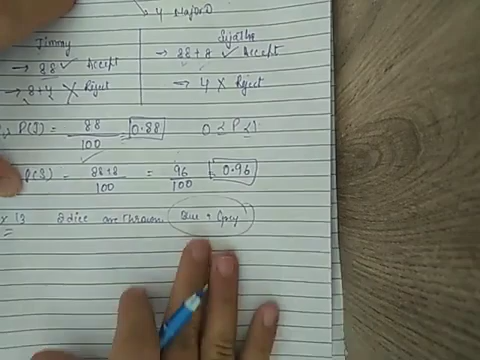 4 Major D
Jimmy Sujatha
→ 88 ✓ Accept → 88 + 8 ✓ Accept
→ 8+4 ✗ Reject → 4 ✗ Reject
P(J) = 88/100 = 0.88 0 ≤ P ≤ 1
P(S) = 88+8/100 = 96/100 0.96
13 2 dice are thrown Blue & Grey